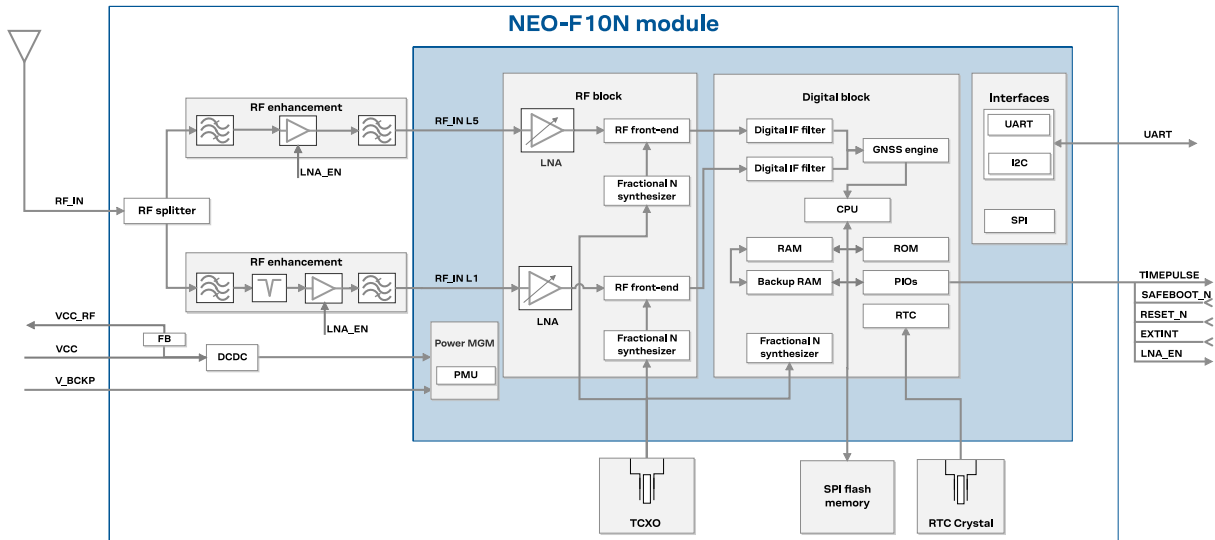 NEO-F10N module
RF enhancement
LNA_EN
RF_IN
RF splitter
RF enhancement
LNA_EN
VCC_RF
FB
VCC
DCDC
V_BCKP
RF_IN L5
RF_IN L1
Power MGM
PMU
RF block
LNA
RF front-end
Fractional N
synthesizer
LNA
RF front-end
Fractional N
synthesizer
Digital block
Digital IF filter
Digital IF filter
GNSS engine
CPU
RAM
ROM
Backup RAM
PIOs
RTC
Fractional N
synthesizer
Interfaces
UART
I2C
SPI
UART
TIMEPULSE
SAFEBOOT_N
RESET_N
EXTINT
LNA_EN
TCXO
SPI flash
memory
RTC Crystal